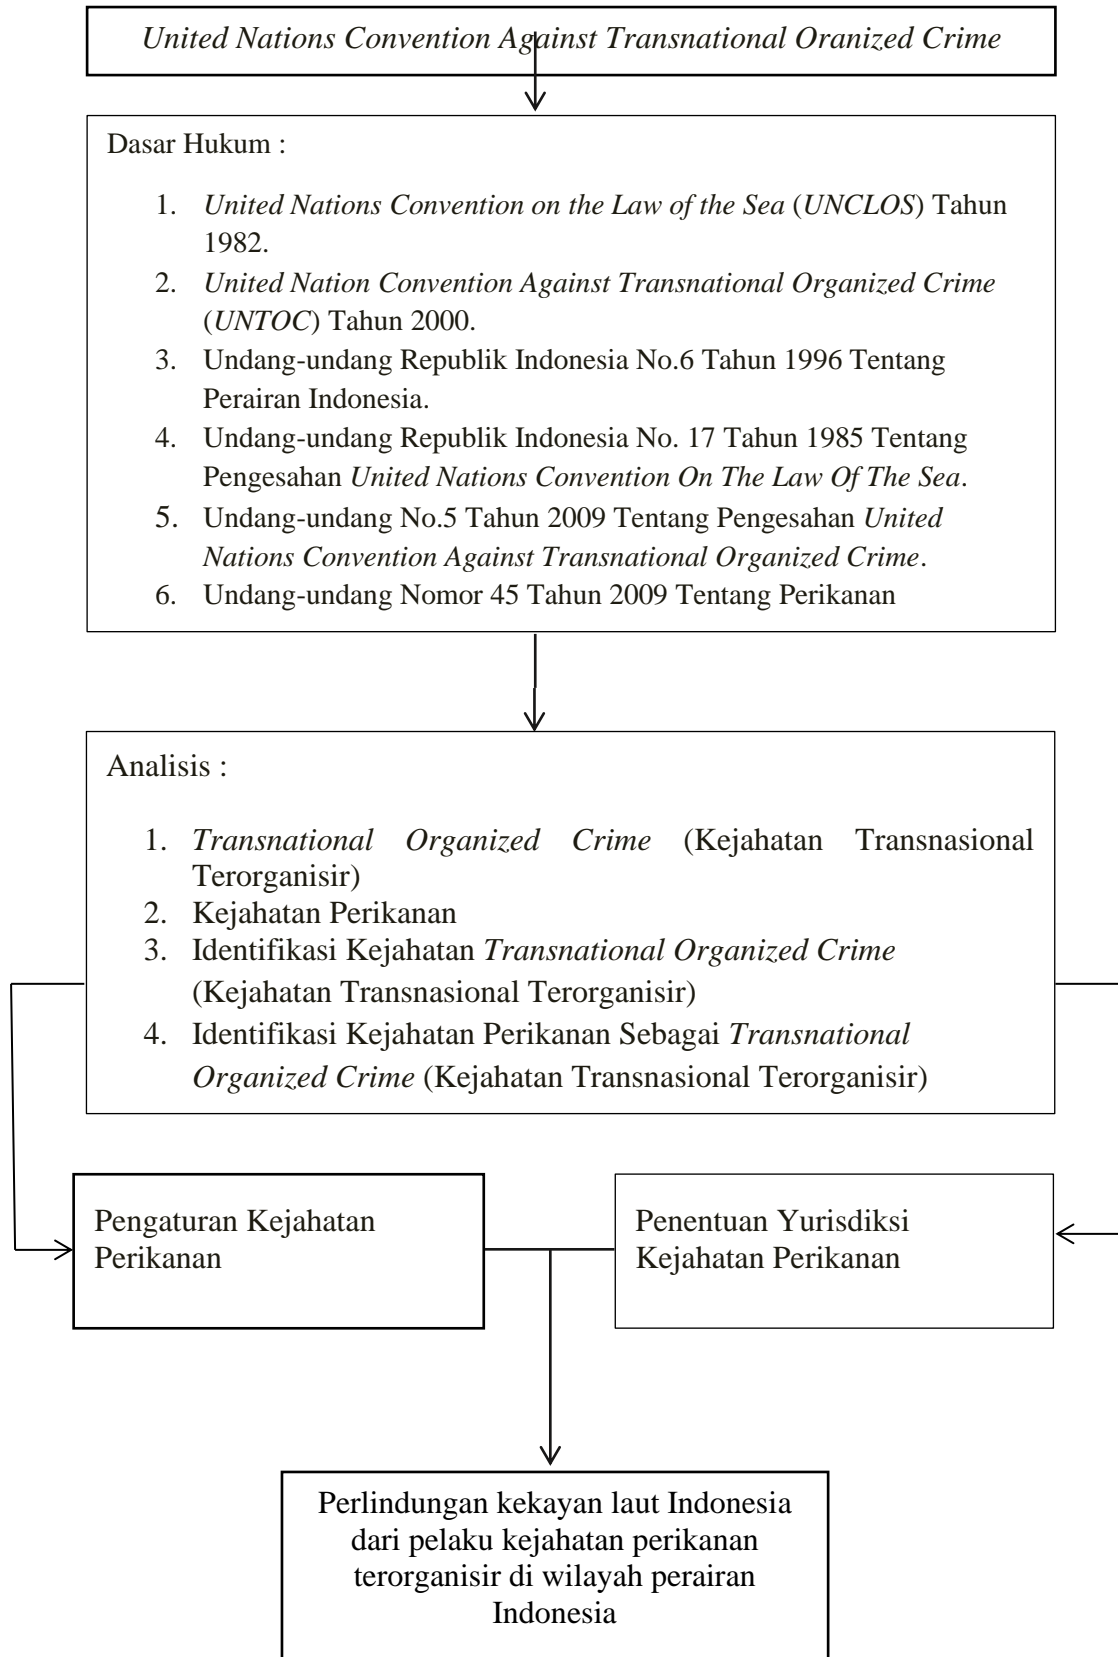 United Nations Convention Against Transnational Oranized Crime
Dasar Hukum :
1. United Nations Convention on the Law of the Sea (UNCLOS) Tahun
1982.
2. United Nation Convention Against Transnational Organized Crime
(UNTOC) Tahun 2000.
3. Undang-undang Republik Indonesia No.6 Tahun 1996 Tentang
Perairan Indonesia.
4. Undang-undang Republik Indonesia No. 17 Tahun 1985 Tentang
Pengesahan United Nations Convention On The Law Of The Sea.
5. Undang-undang No.5 Tahun 2009 Tentang Pengesahan United
Nations Convention Against Transnational Organized Crime.
6. Undang-undang Nomor 45 Tahun 2009 Tentang Perikanan
Analisis :
1. Transnational Organized Crime (Kejahatan Transnasional
Terorganisir)
2. Kejahatan Perikanan
3. Identifikasi Kejahatan Transnational Organized Crime
(Kejahatan Transnasional Terorganisir)
4. Identifikasi Kejahatan Perikanan Sebagai Transnational
Organized Crime (Kejahatan Transnasional Terorganisir)
Pengaturan Kejahatan
Perikanan
Penentuan Yurisdiksi
Kejahatan Perikanan
Perlindungan kekayan laut Indonesia
dari pelaku kejahatan perikanan
terorganisir di wilayah perairan
Indonesia